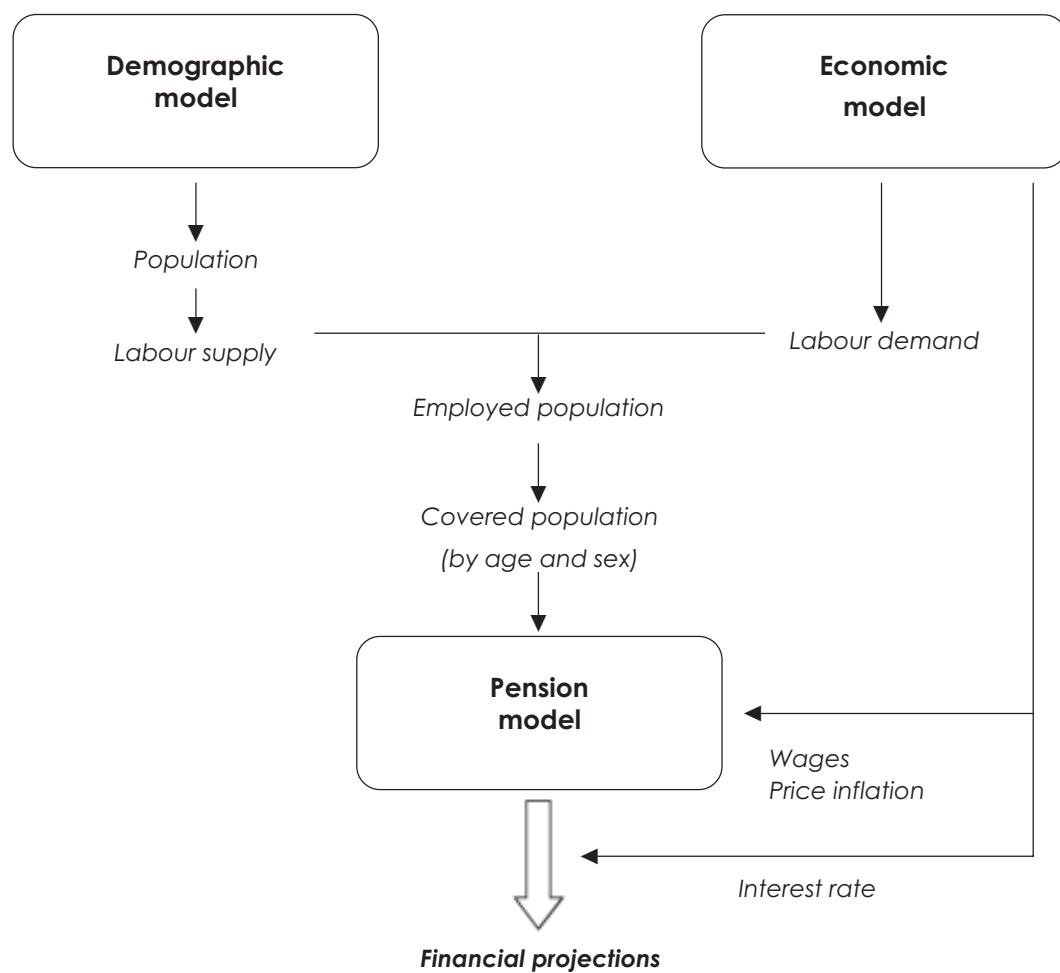 Demographic
model
Economic
model
Population
Labour supply
Labour demand
Employed population
Covered population
(by age and sex)
Pension
model
Wages
Price inflation
Interest rate
Financial projections